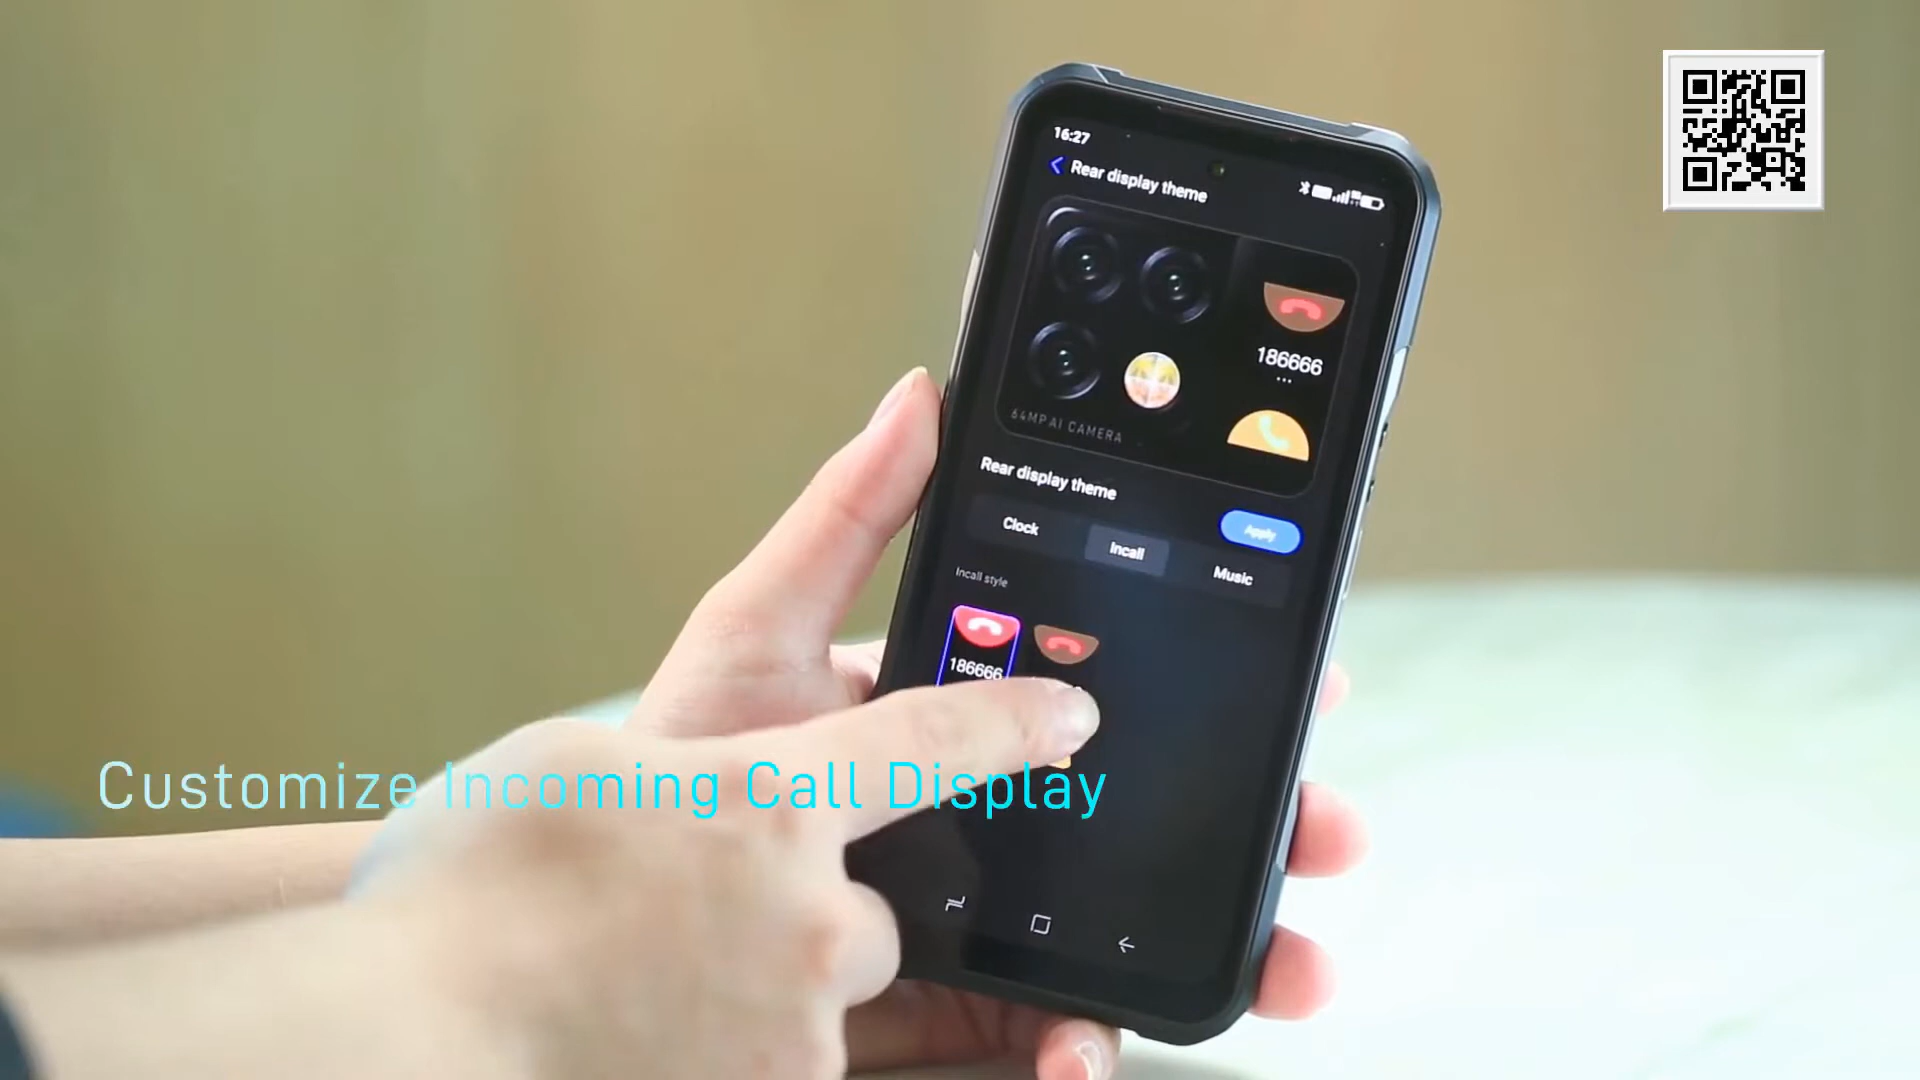 16:27
Rear display theme
186666
...
64MP AI CAMERA
Rear display theme
Apply
Clock
Incall
Music
Incall style
186666
Customize Incoming Call Display